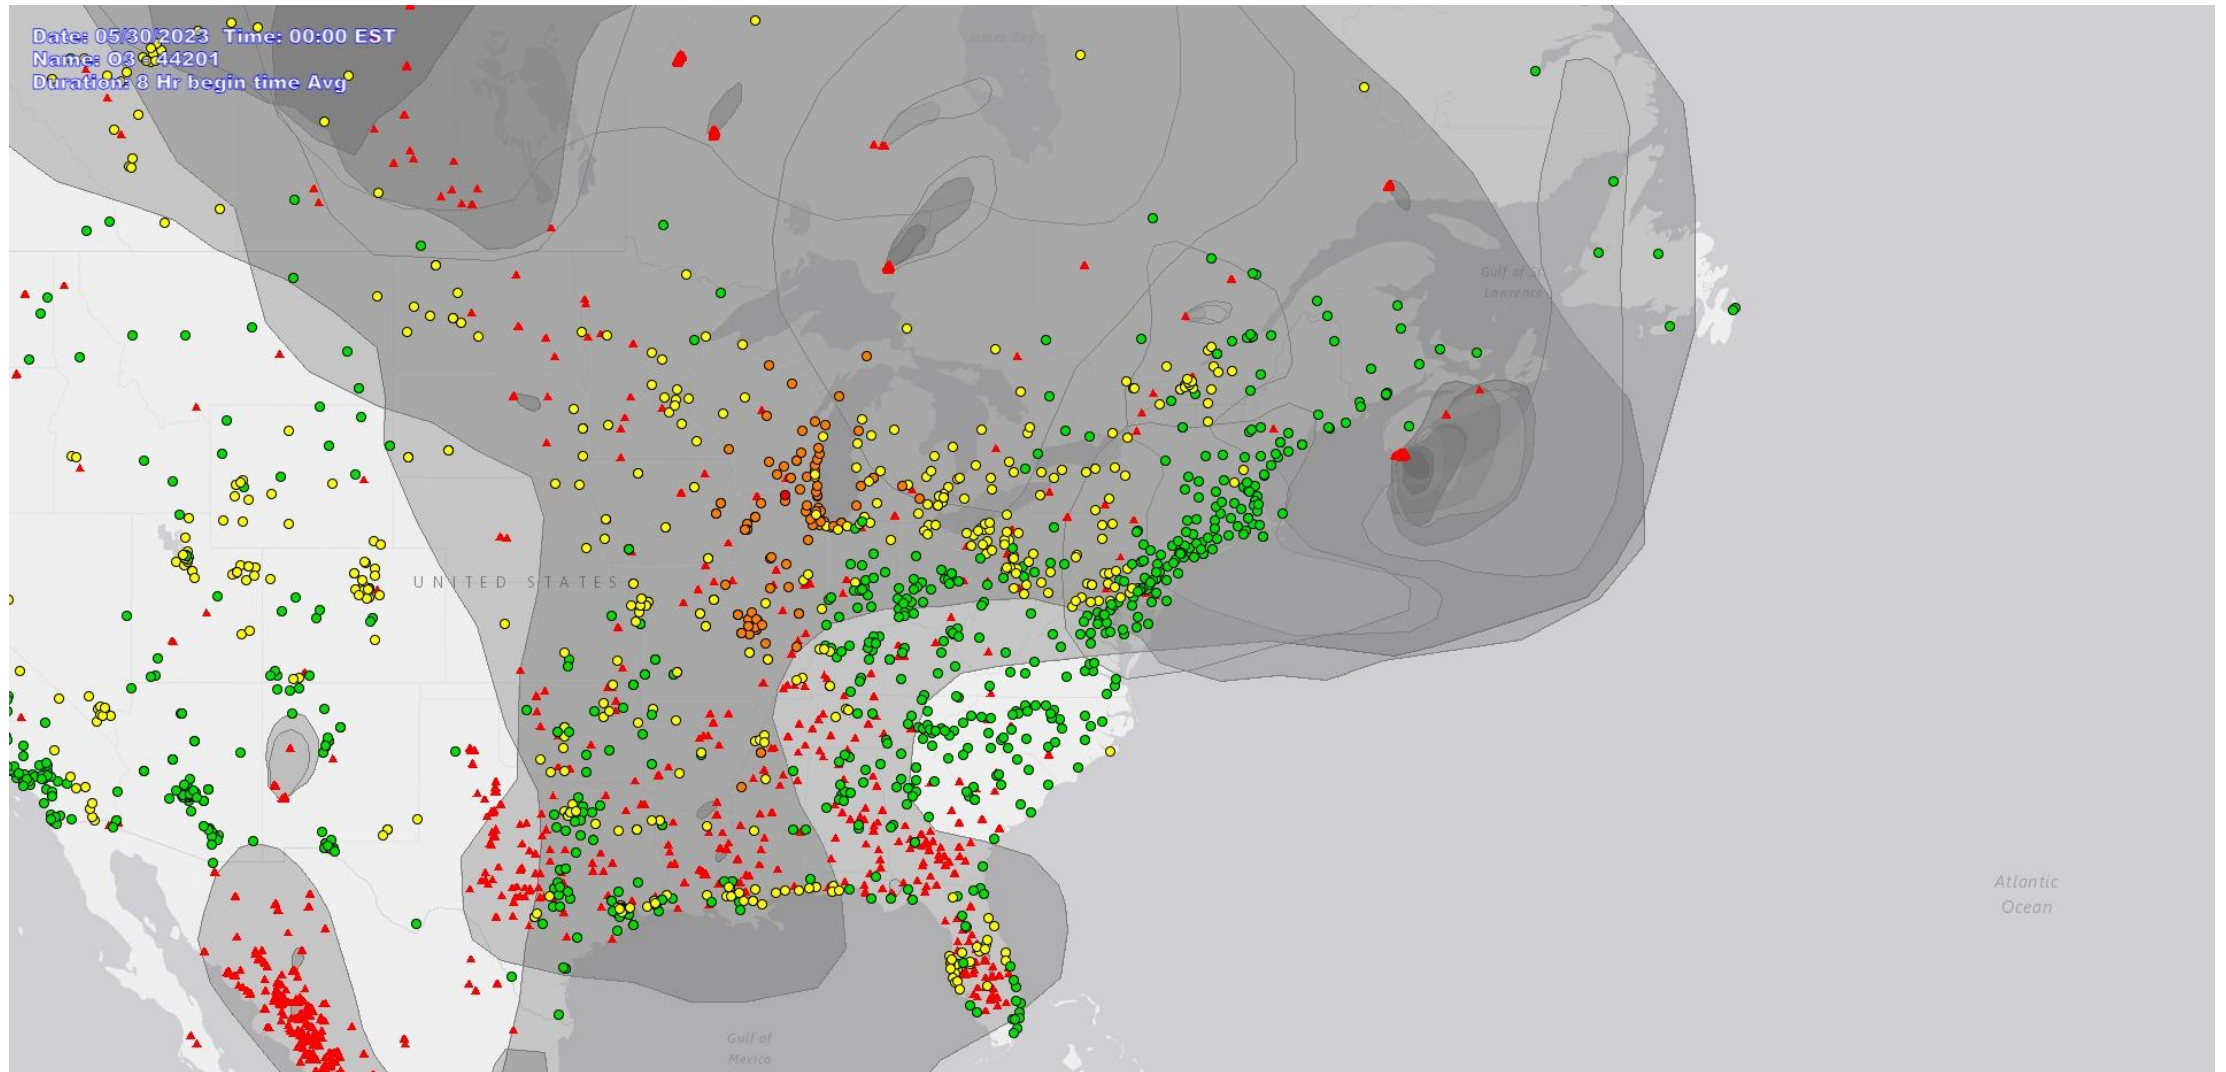 Date: 05/30/2023 Time: 00:00 EST
Name: O3 - 44201
Duration: 8 Hr begin time Avg
James Bay
Gulf of St
Lawrence
UNITED STATES
Atlantic
Ocean
Gulf of
Mexico